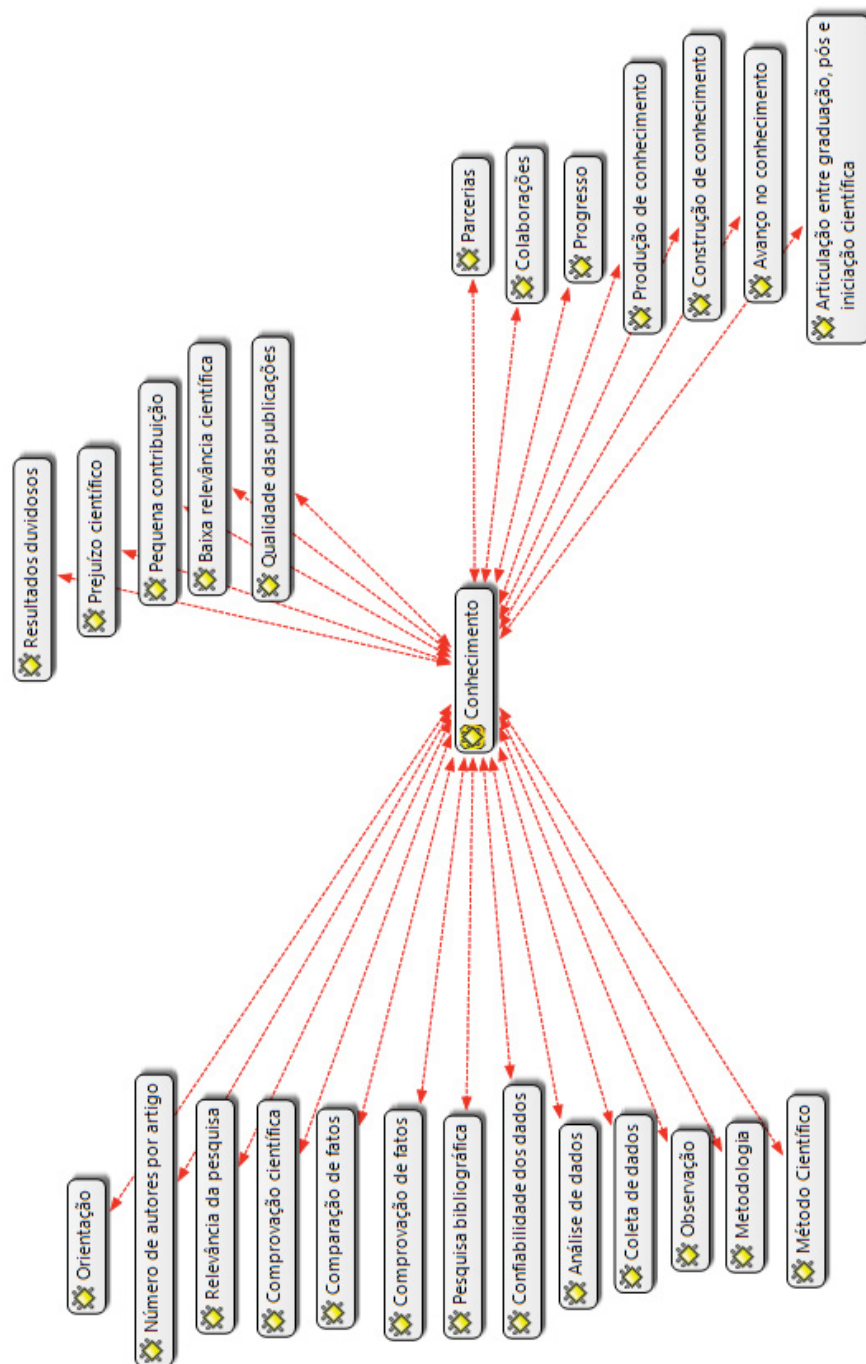 Resultados duvidosos
Prejuízo científico
Pequena contribuição
Baixa relevância científica
Qualidade das publicações
Parcerias
Colaborações
Progresso
Produção de conhecimento
Construção de conhecimento
Avanço no conhecimento
Articulação entre graduação, pós e
iniciação científica
Conhecimento
Orientação
Número de autores por artigo
Relevância da pesquisa
Comprovação científica
Comparação de fatos
Comprovação de fatos
Pesquisa bibliográfica
Confiabilidade dos dados
Análise de dados
Coleta de dados
Observação
Metodologia
Método Científico